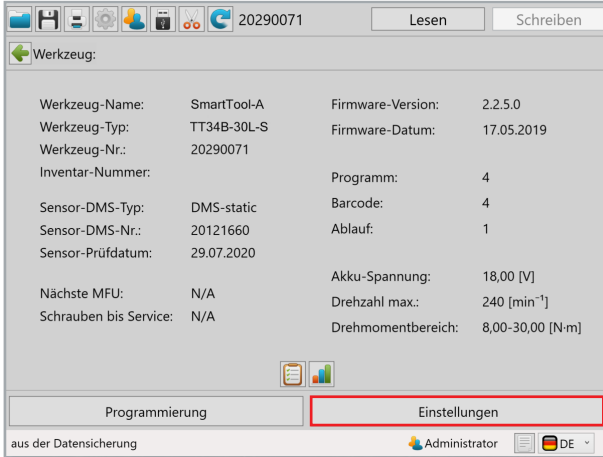 20290071 Lesen Schreiben
Werkzeug:
Werkzeug-Name: SmartTool-A
Werkzeug-Typ: TT34B-30L-S
Werkzeug-Nr.: 20290071
Inventar-Nummer:
Sensor-DMS-Typ: DMS-static
Sensor-DMS-Nr.: 20121660
Sensor-Prüfdatum: 29.07.2020
Nächste MFU: N/A
Schrauben bis Service: N/A
Firmware-Version: 2.2.5.0
Firmware-Datum: 17.05.2019
Programm: 4
Barcode: 4
Ablauf: 1
Akku-Spannung: 18,00 [V]
Drehzahl max.: 240 [min⁻¹]
Drehmomentbereich: 8,00-30,00 [N·m]
Programmierung Einstellungen
aus der Datensicherung Administrator DE